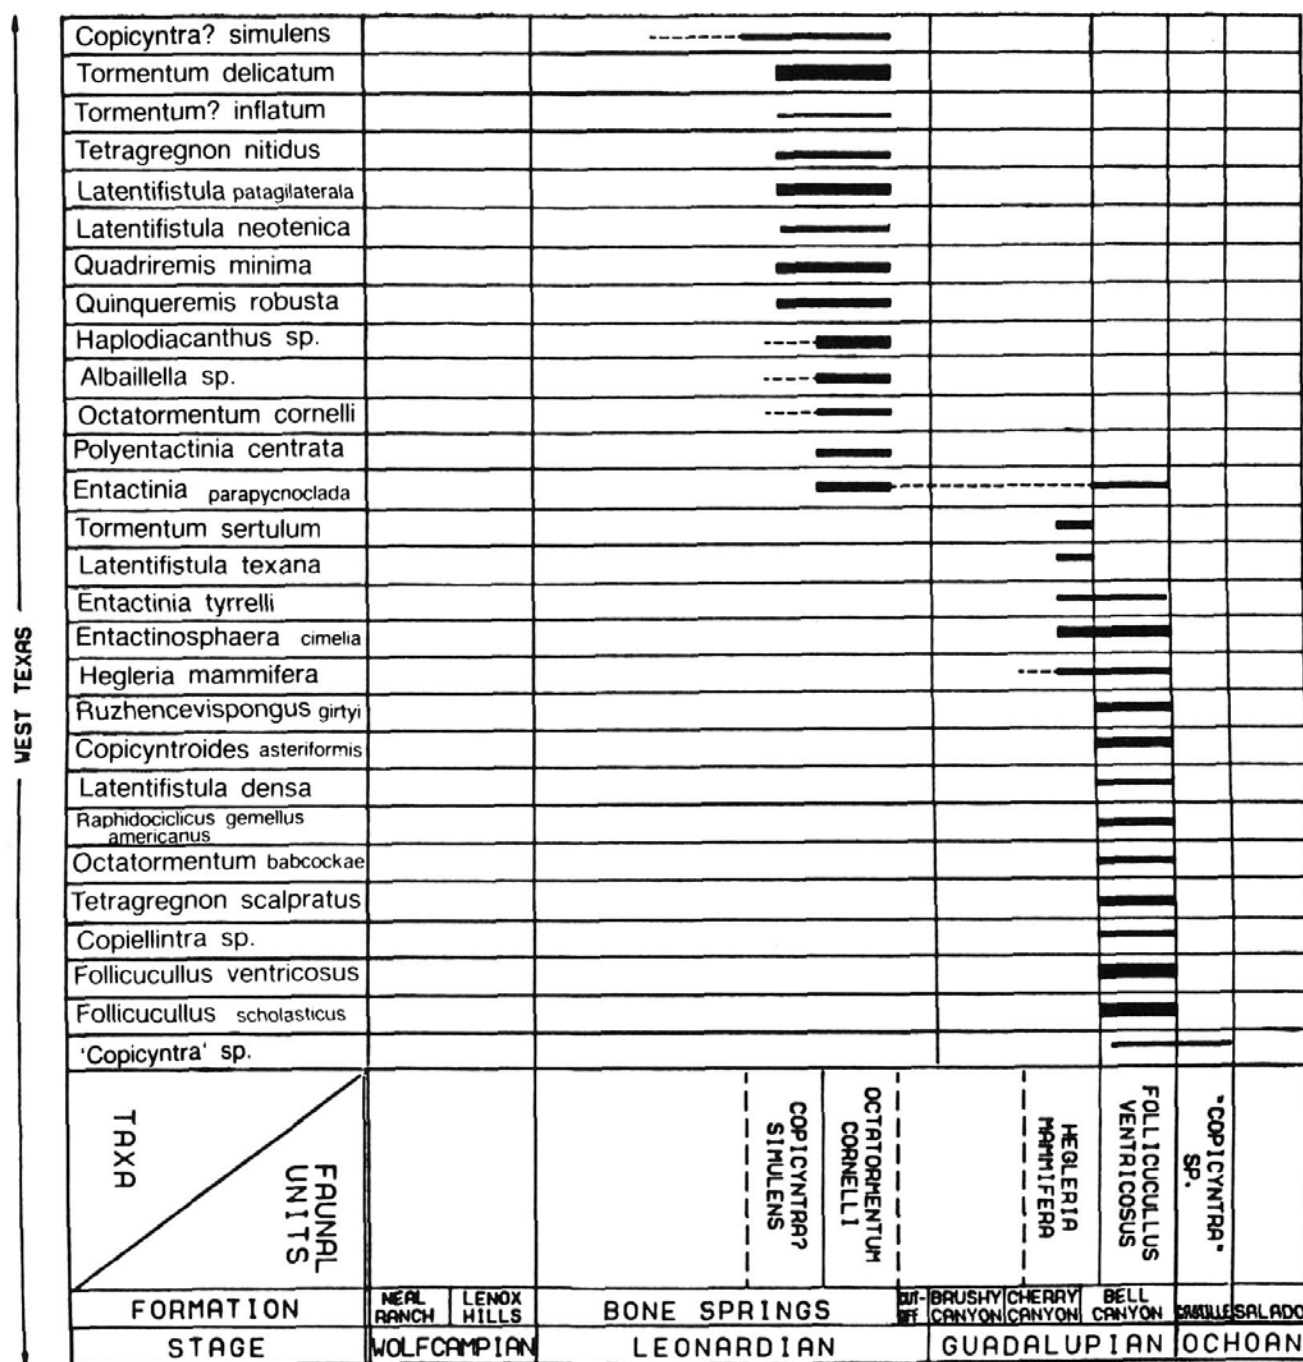 WEST TEXAS
Copicyntra? simulens
Tormentum delicatum
Tormentum? inflatum
Tetragregnon nitidus
Latentifistula patagilaterala
Latentifistula neotenica
Quadriremis minima
Quinqueremis robusta
Haplodiacanthus sp.
Albaillella sp.
Octatormentum cornelli
Polyentactinia centrata
Entactinia parapycnoclada
Tormentum sertulum
Latentifistula texana
Entactinia tyrrelli
Entactinosphaera cimelia
Hegleria mammifera
Ruzhencevispongus girtyi
Copicyntroides asteriformis
Latentifistula densa
Raphidociclicus gemellus
americanus
Octatormentum babcockae
Tetragregnon scalpratus
Copiellintra sp.
Follicucullus ventricosus
Follicucullus scholasticus
'Copicyntra' sp.
TAXA
FAUNAL
UNITS
COPICYNTRA?
SIMULENS
OCTATORMENTUM
CORNELLI
HEGLERIA
MAMMIFERA
FOLLICUCULLUS
VENTRICOSUS
"COPICYNTRA"
SP.
FORMATION
NEAL
RANCH
LENOX
HILLS
BONE SPRINGS
CUT-
OFF
BRUSHY
CANYON
CHERRY
CANYON
BELL
CANYON
SALADO
STAGE
WOLFCAMPIAN
LEONARDIAN
GUADALUPIAN
OCHOAN